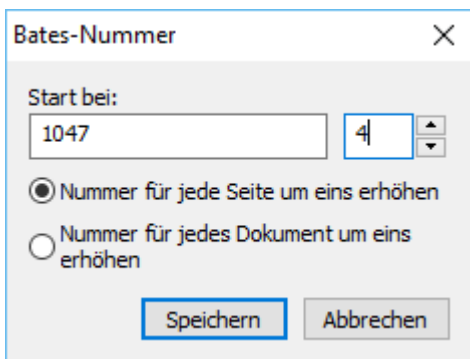 Bates-Nummer
Start bei:
1047 4
Nummer für jede Seite um eins erhöhen
Nummer für jedes Dokument um eins
erhöhen
Speichern Abbrechen